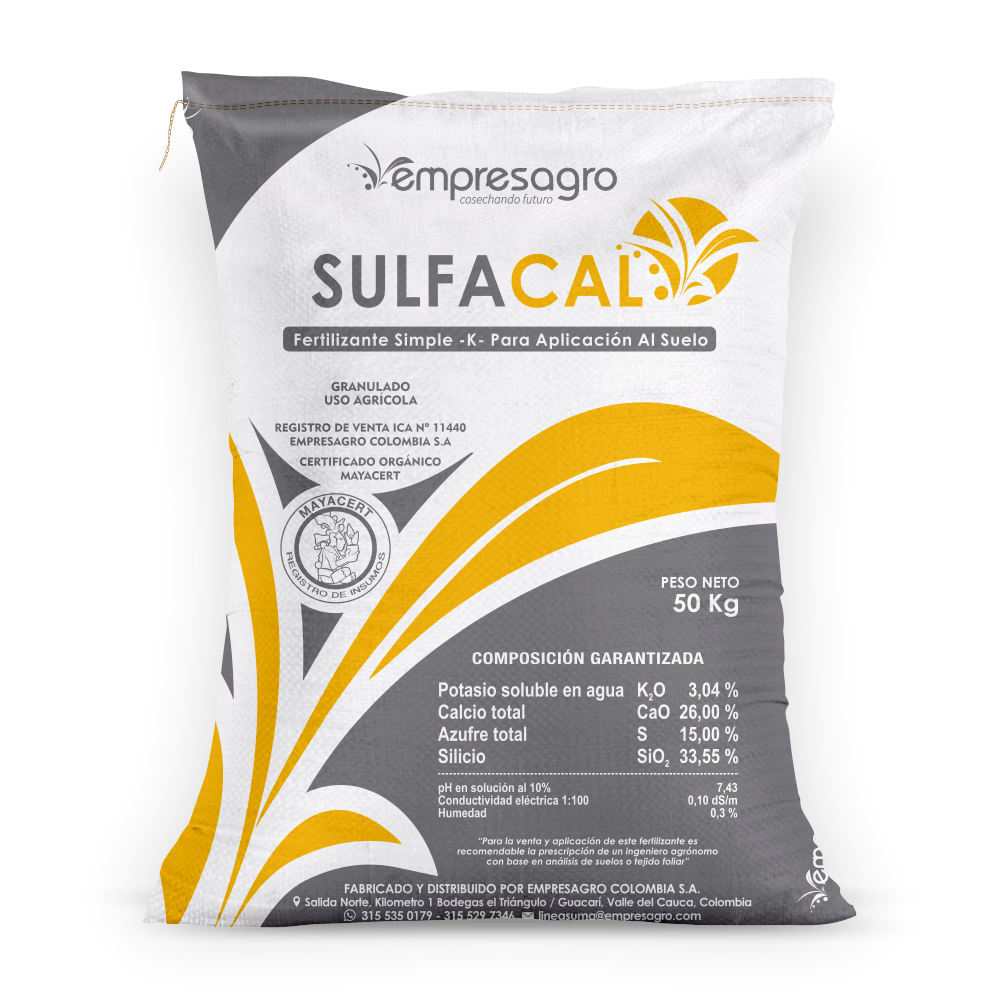 empresagro
cosechando futuro
SULFACAL
Fertilizante Simple -K- Para Aplicación Al Suelo
GRANULADO
USO AGRÍCOLA
REGISTRO DE VENTA ICA Nº 11440
EMPRESAGRO COLOMBIA S.A
CERTIFICADO ORGÁNICO
MAYACERT
MAYACERT
REGISTRO DE INSUMOS
PESO NETO
50 Kg
COMPOSICIÓN GARANTIZADA
Potasio soluble en agua K₂O 3,04 %
Calcio total CaO 26,00 %
Azufre total S 15,00 %
Silicio SiO₂ 33,55 %
pH en solución al 10% 7,43
Conductividad eléctrica 1:100 0,10 dS/m
Humedad 0,3 %
"Para la venta y aplicación de este fertilizante es
recomendable la prescripción de un ingeniero agrónomo
con base en análisis de suelos o tejido foliar"
FABRICADO Y DISTRIBUIDO POR EMPRESAGRO COLOMBIA S.A.
Salida Norte, Kilometro 1 Bodegas el Triángulo / Guacarí, Valle del Cauca, Colombia
315 535 0179 - 315 529 7346 lineasuma@empresagro.com